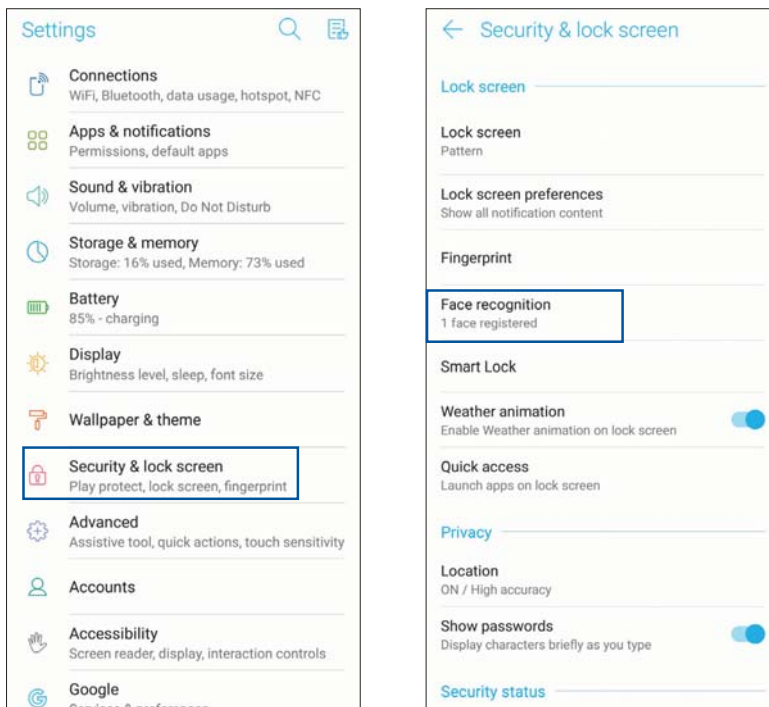 Settings
Connections
WiFi, Bluetooth, data usage, hotspot, NFC
Apps & notifications
Permissions, default apps
Sound & vibration
Volume, vibration, Do Not Disturb
Storage & memory
Storage: 16% used, Memory: 73% used
Battery
85% - charging
Display
Brightness level, sleep, font size
Wallpaper & theme
Security & lock screen
Play protect, lock screen, fingerprint
Advanced
Assistive tool, quick actions, touch sensitivity
Accounts
Accessibility
Screen reader, display, interaction controls
Google
Security & lock screen
Lock screen
Lock screen
Pattern
Lock screen preferences
Show all notification content
Fingerprint
Face recognition
1 face registered
Smart Lock
Weather animation
Enable Weather animation on lock screen
Quick access
Launch apps on lock screen
Privacy
Location
ON / High accuracy
Show passwords
Display characters briefly as you type
Security status